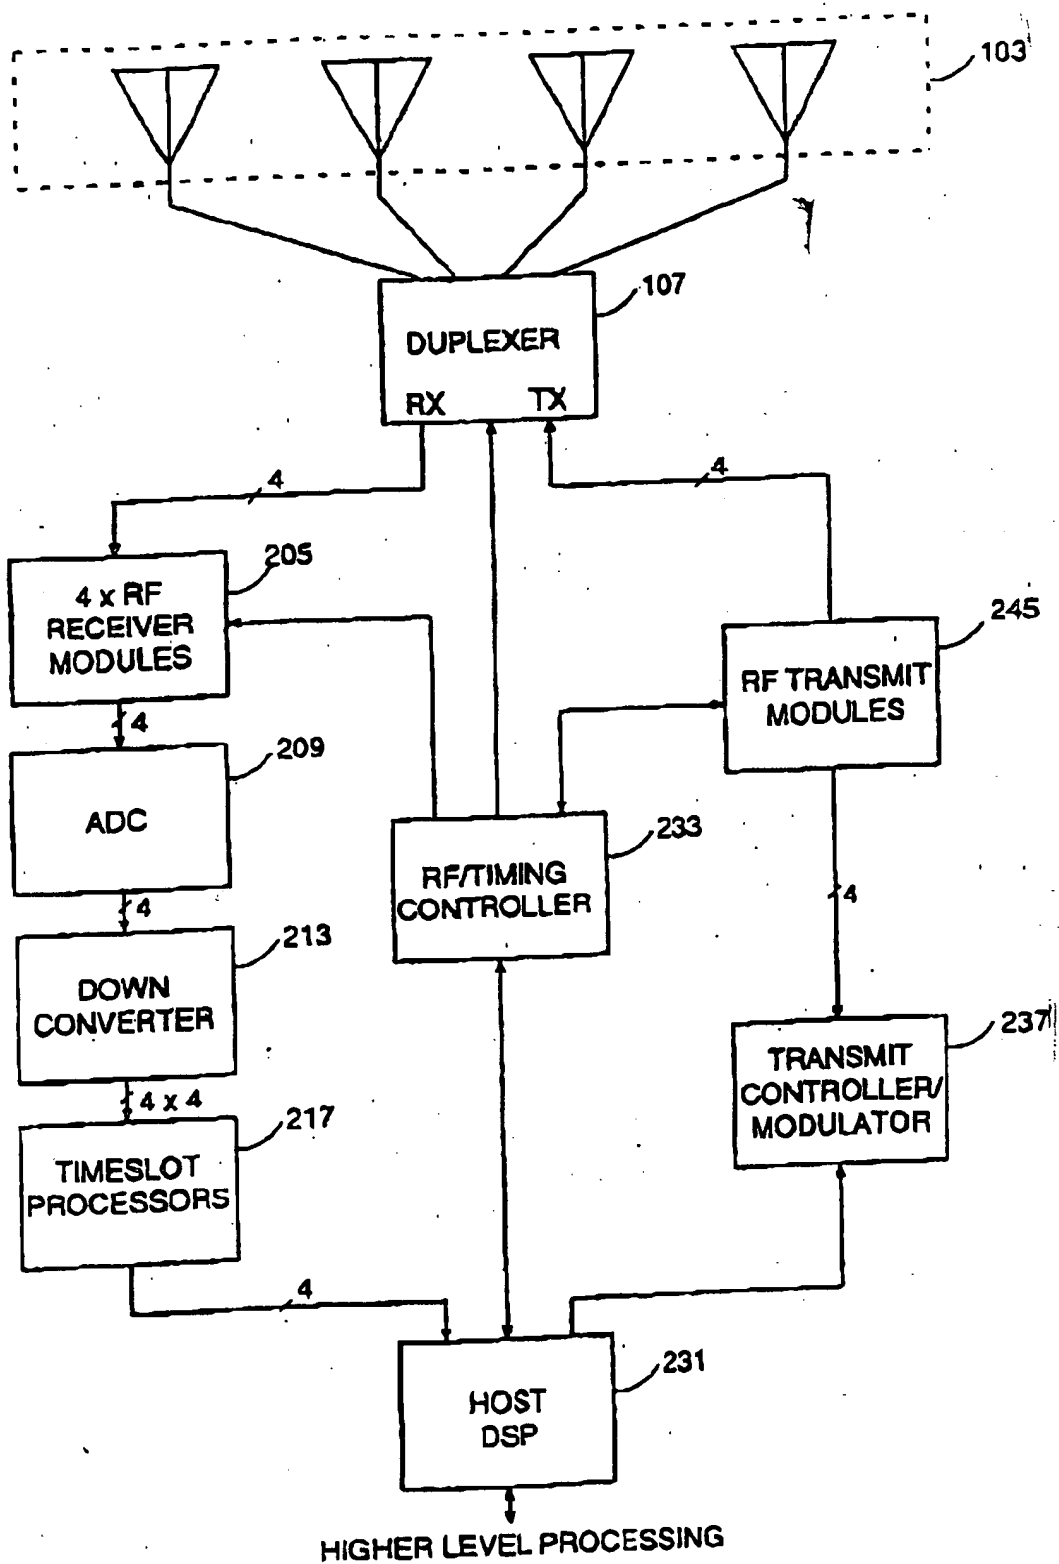 103
107
DUPLEXER
RX TX
4
4
205
4 x RF
RECEIVER
MODULES
245
RF TRANSMIT
MODULES
4
209
ADC
233
RF/TIMING
CONTROLLER
4
4
213
DOWN
CONVERTER
237
TRANSMIT
CONTROLLER/
MODULATOR
4 x 4
217
TIMESLOT
PROCESSORS
4
231
HOST
DSP
HIGHER LEVEL PROCESSING